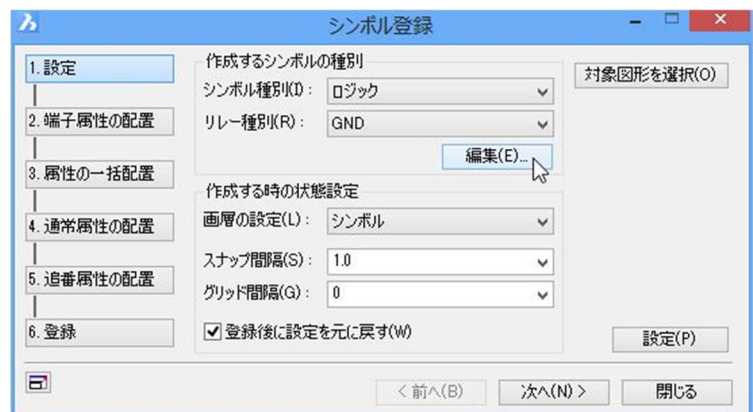 シンボル登録
1.設定
2.端子属性の配置
3.属性の一括配置
4.通常属性の配置
5.追番属性の配置
6.登録
作成するシンボルの種別
シンボル種別(I): ロジック
リレー種別(R): GND
編集(E)...
作成する時の状態設定
画層の設定(L): シンボル
スナップ間隔(S): 1.0
グリッド間隔(G): 0
登録後に設定を元に戻す(W)
対象図形を選択(O)
設定(P)
<前へ(B)
次へ(N)>
閉じる